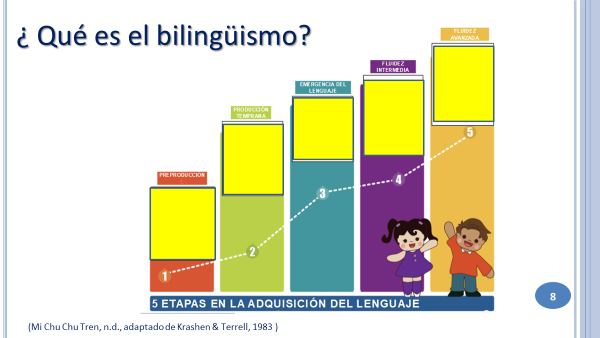 ¿ Qué es el bilingüismo?
FLUIDEZ
AVANZADA
FLUIDEZ
INTERMEDIA
EMERGENCIA DEL
LENGUAJE
PRODUCCIÓN
TEMPRANA
PREPRODUCCIÓN
1
2
3
4
5
5 ETAPAS EN LA ADQUISICIÓN DEL LENGUAJE
8
(Mi Chu Chu Tren, n.d., adaptado de Krashen & Terrell, 1983 )